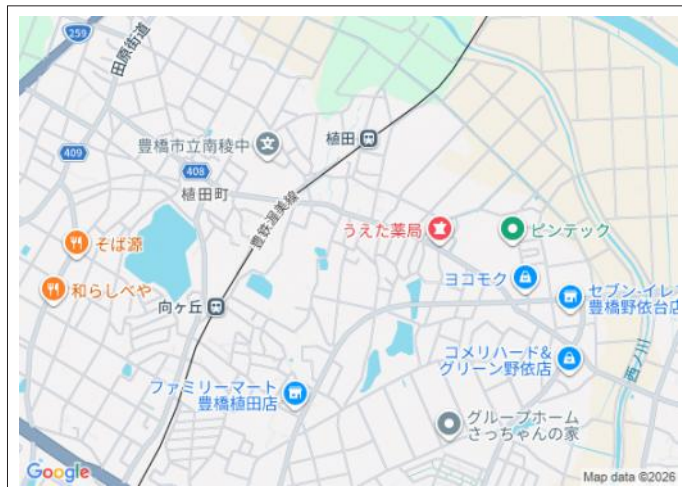 259
田原街道
豊橋市立南稜中
植田
409
408
植田町
豊鉄渥美線
うえた薬局
ピンテック
そば源
ヨコモク
和らしべや
セブン-イレ
豊橋野依台店
向ヶ丘
コメリハード&
グリーン野依店
西ノ川
ファミリーマート
豊橋植田店
グループホーム
さっちゃんの家
Google
Map data ©2026